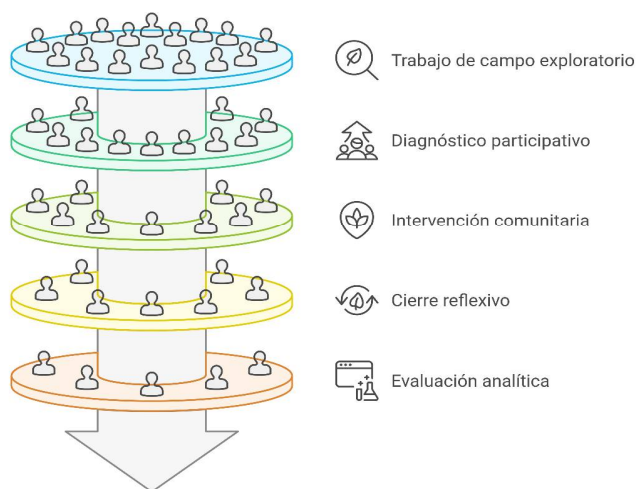 Trabajo de campo exploratorio
Diagnóstico participativo
Intervención comunitaria
Cierre reflexivo
Evaluación analítica